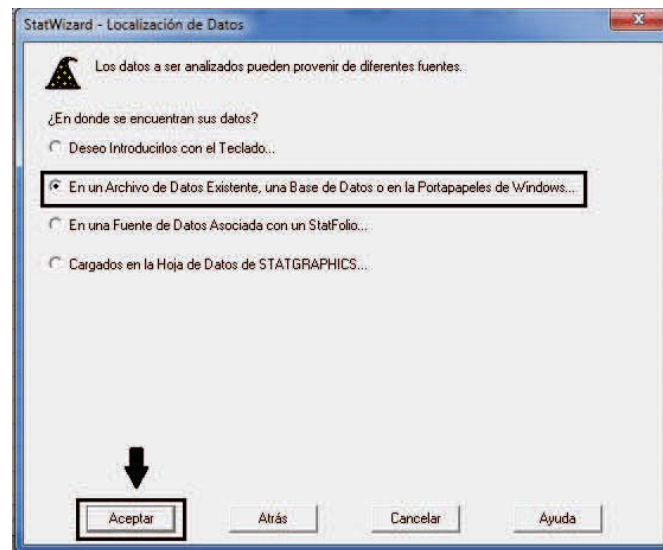 StatWizard - Localización de Datos
Los datos a ser analizados pueden provenir de diferentes fuentes.
¿En donde se encuentran sus datos?
Deseo Introducirlos con el Teclado...
En un Archivo de Datos Existente, una Base de Datos o en la Portapapeles de Windows...
En una Fuente de Datos Asociada con un StatFolio...
Cargados en la Hoja de Datos de STATGRAPHICS...
Aceptar
Atrás
Cancelar
Ayuda